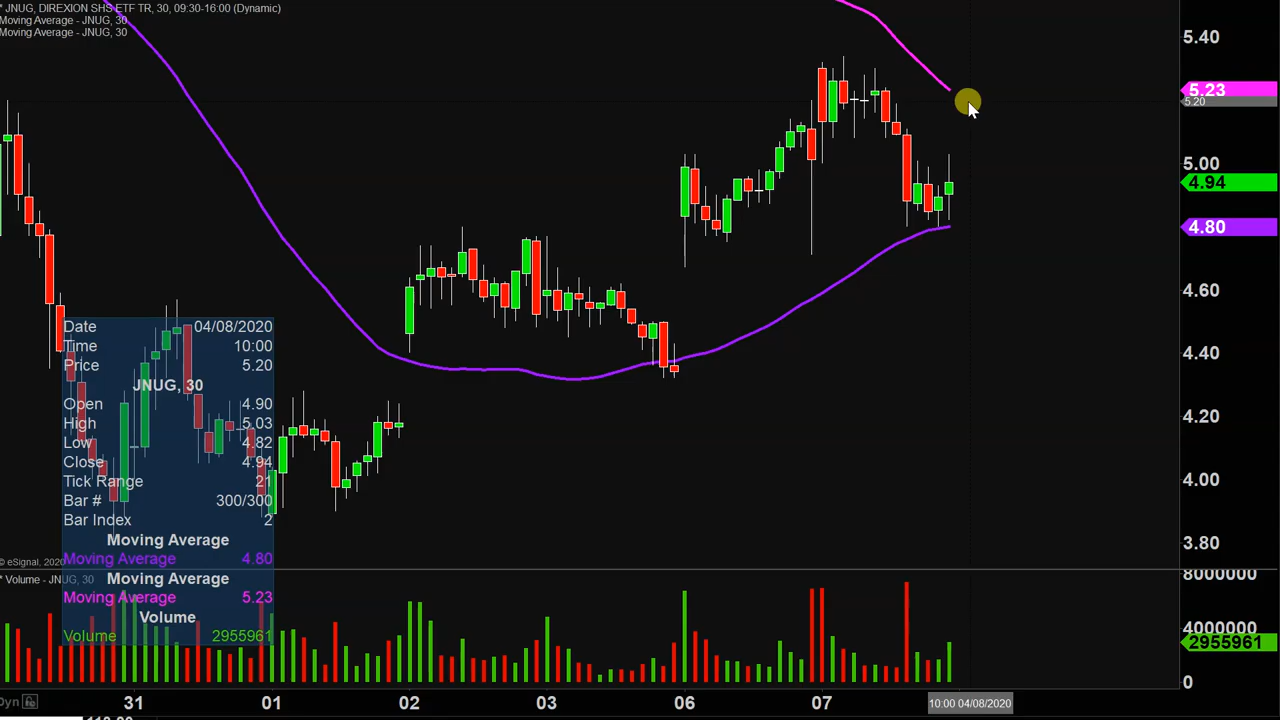 * JNUG, DIREXION SHS ETF TR, 30, 09:30-16:00 (Dynamic)
Moving Average - JNUG, 30
Moving Average - JNUG, 30
5.40
5.23
5.20
5.00
4.94
4.80
4.60
4.40
4.20
4.00
3.80
Date 04/08/2020
Time 10:00
Price 5.20
JNUG, 30
Open 4.90
High 5.03
Low 4.82
Close 4.94
Tick Range 21
Bar # 300/300
Bar Index 2
Moving Average
Moving Average 4.80
Moving Average
Moving Average 5.23
Volume
Volume 2955961
© eSignal, 2020
* Volume - JNUG, 30
8000000
4000000
2955961
0
Dyn 31 01 02 03 06 07 10:00 04/08/2020